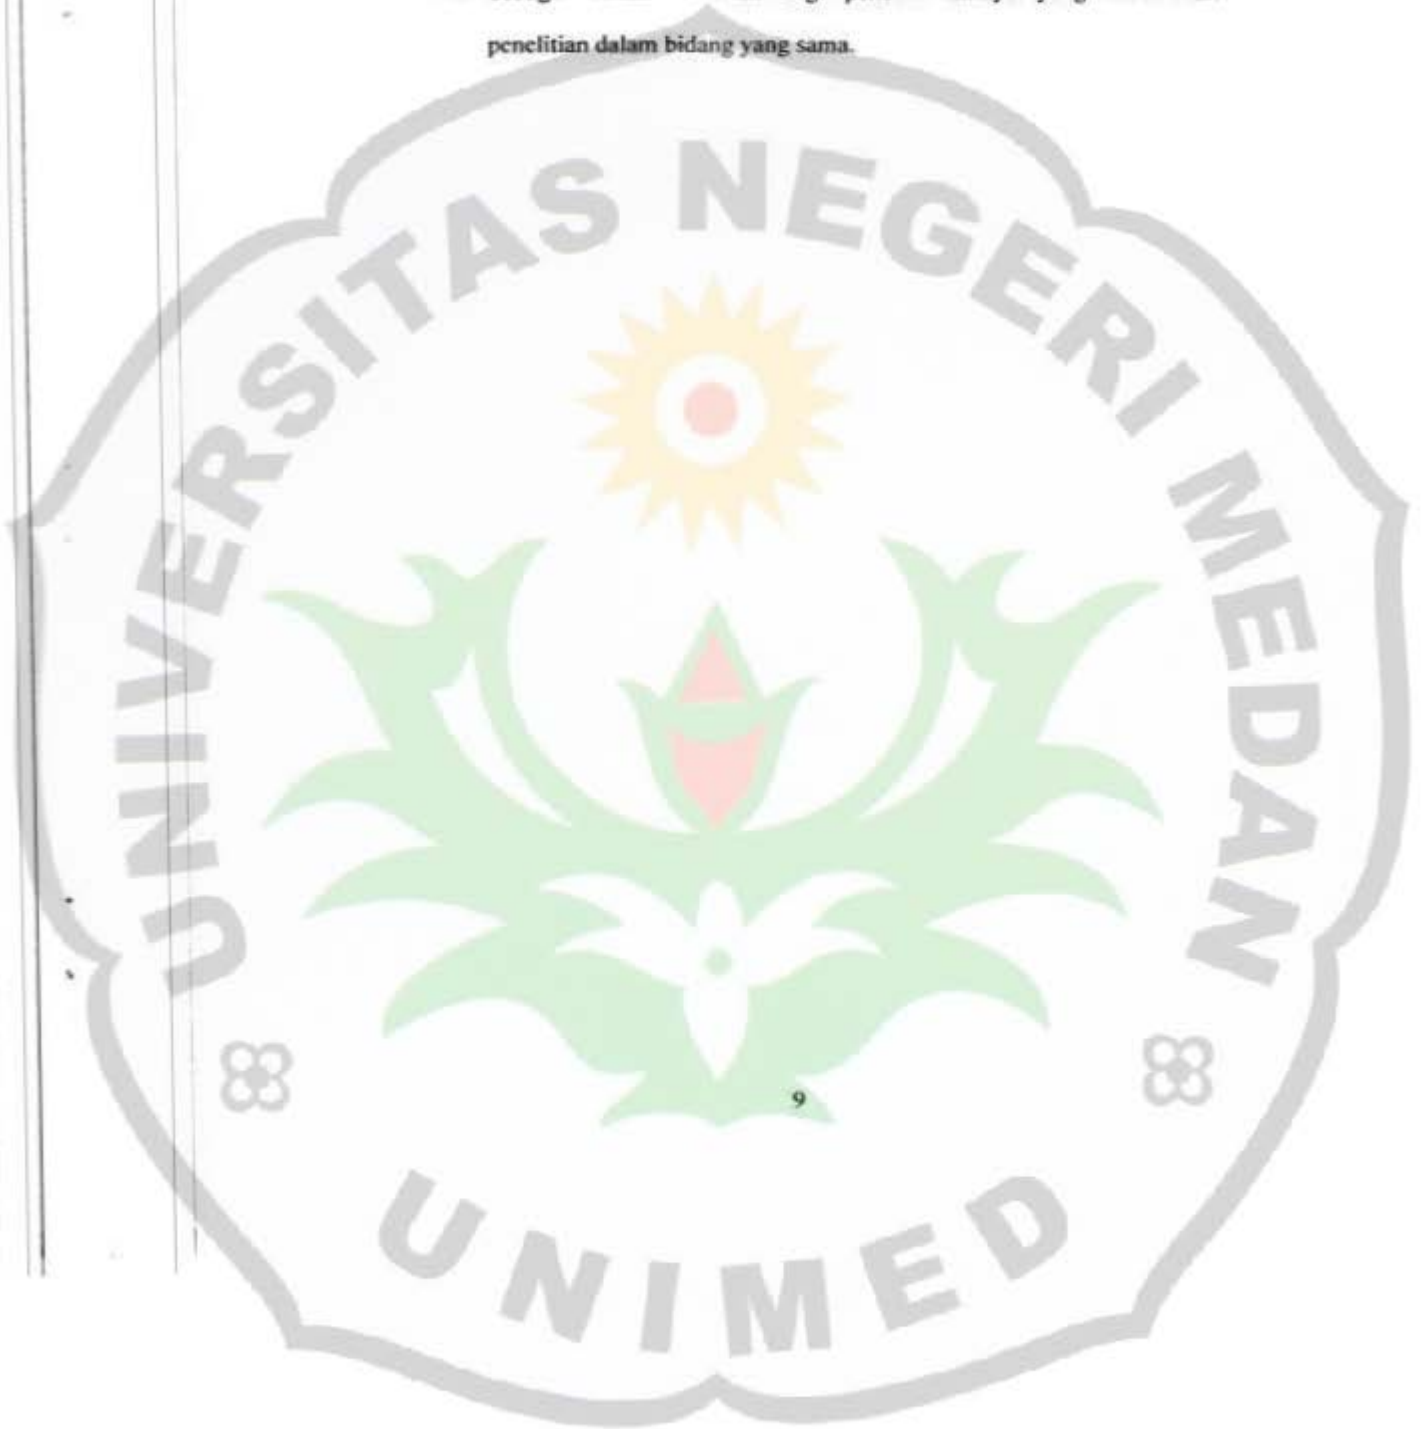 penelitian dalam bidang yang sama.
UNIVERSITAS NEGERI MEDAN
9
UNIMED